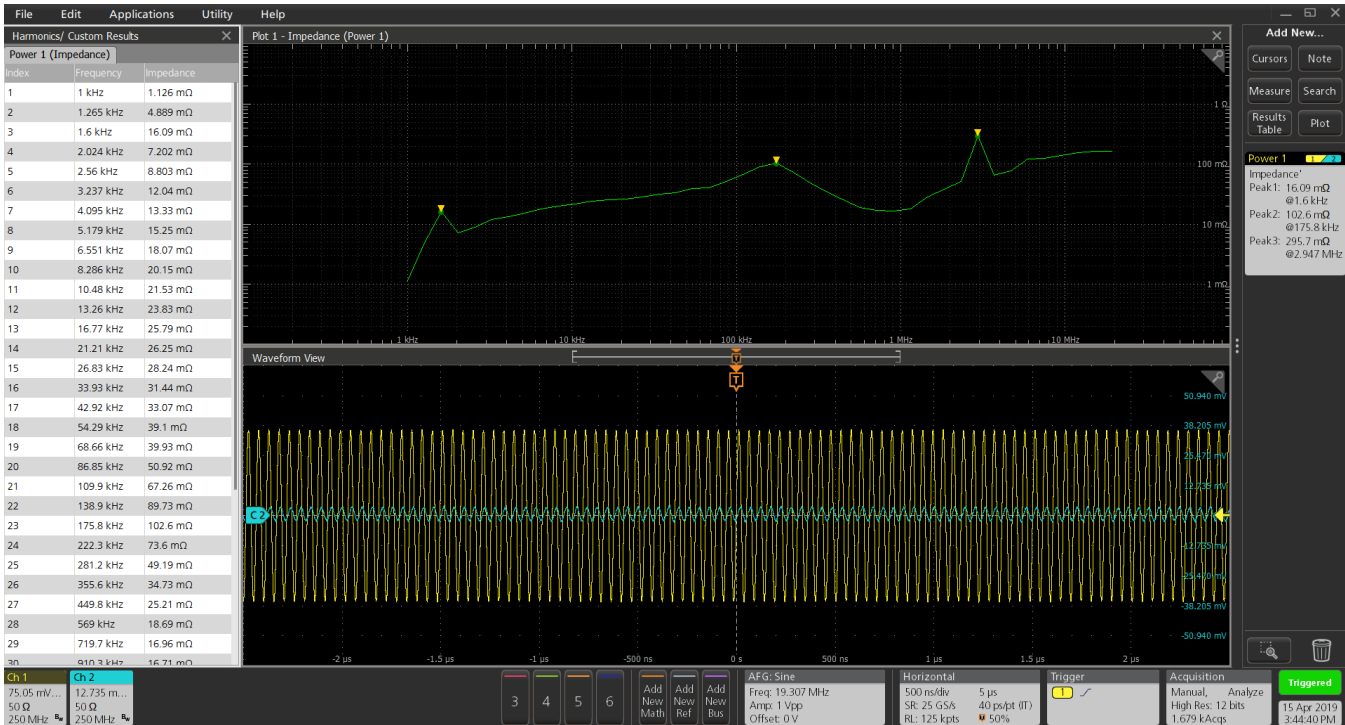 File Edit Applications Utility Help
Harmonics/ Custom Results
Power 1 (Impedance)
Index Frequency Impedance
1 1 kHz 1.126 mΩ
2 1.265 kHz 4.889 mΩ
3 1.6 kHz 16.09 mΩ
4 2.024 kHz 7.202 mΩ
5 2.56 kHz 8.803 mΩ
6 3.237 kHz 12.04 mΩ
7 4.095 kHz 13.33 mΩ
8 5.179 kHz 15.25 mΩ
9 6.551 kHz 18.07 mΩ
10 8.286 kHz 20.15 mΩ
11 10.48 kHz 21.53 mΩ
12 13.26 kHz 23.83 mΩ
13 16.77 kHz 25.79 mΩ
14 21.21 kHz 26.25 mΩ
15 26.83 kHz 28.24 mΩ
16 33.93 kHz 31.44 mΩ
17 42.92 kHz 33.07 mΩ
18 54.29 kHz 39.1 mΩ
19 68.66 kHz 39.93 mΩ
20 86.85 kHz 50.92 mΩ
21 109.9 kHz 67.26 mΩ
22 138.9 kHz 89.73 mΩ
23 175.8 kHz 102.6 mΩ
24 222.3 kHz 73.6 mΩ
25 281.2 kHz 49.19 mΩ
26 355.6 kHz 34.73 mΩ
27 449.8 kHz 25.21 mΩ
28 569 kHz 18.69 mΩ
29 719.7 kHz 16.96 mΩ
30 910.3 kHz 16.71 mΩ
Plot 1 - Impedance (Power 1)
1 Ω
100 mΩ
10 mΩ
1 mΩ
1 kHz 10 kHz 100 kHz 1 MHz 10 MHz
Waveform View
T
T
50.940 mV
38.205 mV
25.470 mV
12.735 mV
C 2
-12.735 mV
-25.470 mV
-38.205 mV
-50.940 mV
-2 µs -1.5 µs -1 µs -500 ns 0 s 500 ns 1 µs 1.5 µs 2 µs
Add New...
Cursors Note
Measure Search
Results Table Plot
Power 1 1 2
Impedance'
Peak1: 16.09 mΩ
@1.6 kHz
Peak2: 102.6 mΩ
@175.8 kHz
Peak3: 295.7 mΩ
@2.947 MHz
Ch 1
75.05 mV...
50 Ω
250 MHz Bw
Ch 2
12.735 m...
50 Ω
250 MHz Bw
3 4 5 6
Add New Math
Add New Ref
Add New Bus
AFG: Sine
Freq: 19.307 MHz
Amp: 1 Vpp
Offset: 0 V
Horizontal
500 ns/div 5 µs
SR: 25 GS/s 40 ps/pt (IT)
RL: 125 kpts 50%
Trigger
1
Acquisition
Manual, Analyze
High Res: 12 bits
1.679 kAcqs
Triggered
15 Apr 2019
3:44:40 PM